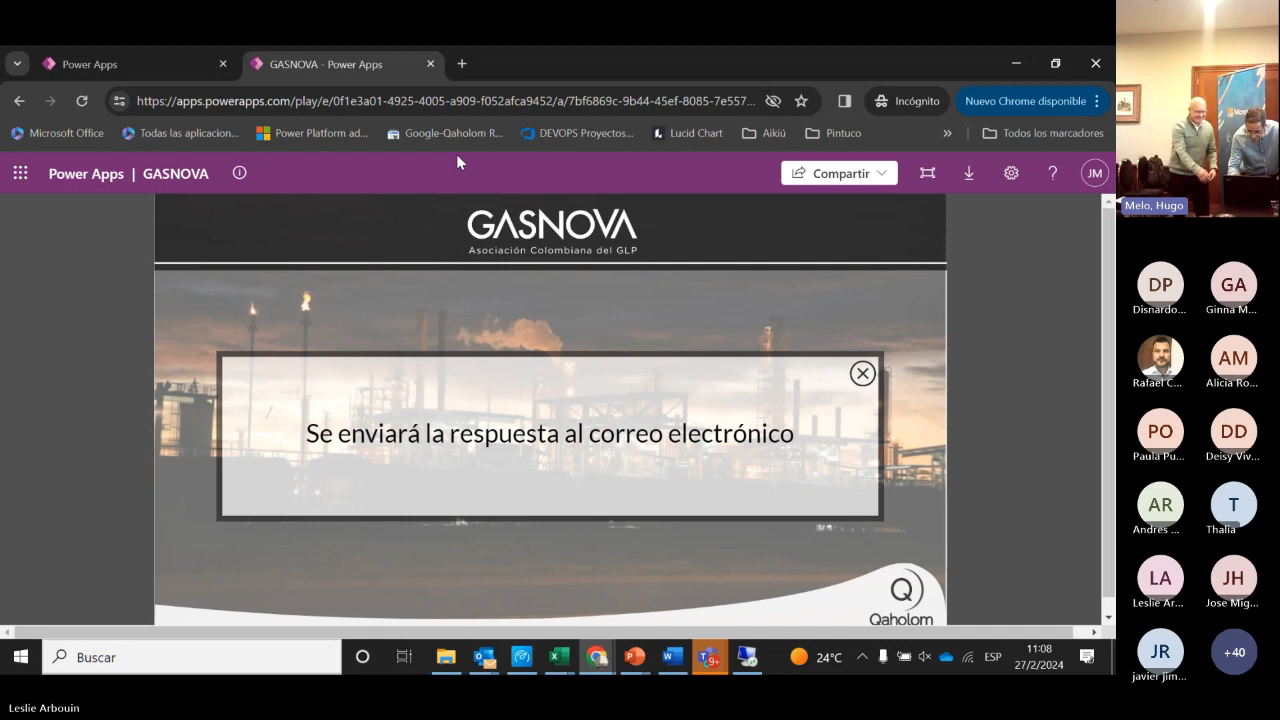 Power Apps
GASNOVA - Power Apps
https://apps.powerapps.com/play/e/0f1e3a01-4925-4005-a909-f052afca9452/a/7bf6869c-9b44-45ef-8085-7e557...
Incógnito
Nuevo Chrome disponible
Microsoft Office
Todas las aplicacion...
Power Platform ad...
Google-Qaholom R...
DEVOPS Proyectos...
Lucid Chart
Aikiú
Pintuco
»
Todos los marcadores
Power Apps | GASNOVA
Compartir
JM
GASNOVA
Asociación Colombiana del GLP
Se enviará la respuesta al correo electrónico
Qaholom
Buscar
9+
24°C
ESP
11:08
27/2/2024
Melo, Hugo
DP
Disnardo...
GA
Ginna M...
Rafael C...
AM
Alicia Ro...
PO
Paula Pu...
DD
Deisy Viv...
AR
Andres ...
T
Thalia
LA
Leslie Ar...
JH
Jose Mig...
JR
javier jim...
+40
Leslie Arbouin